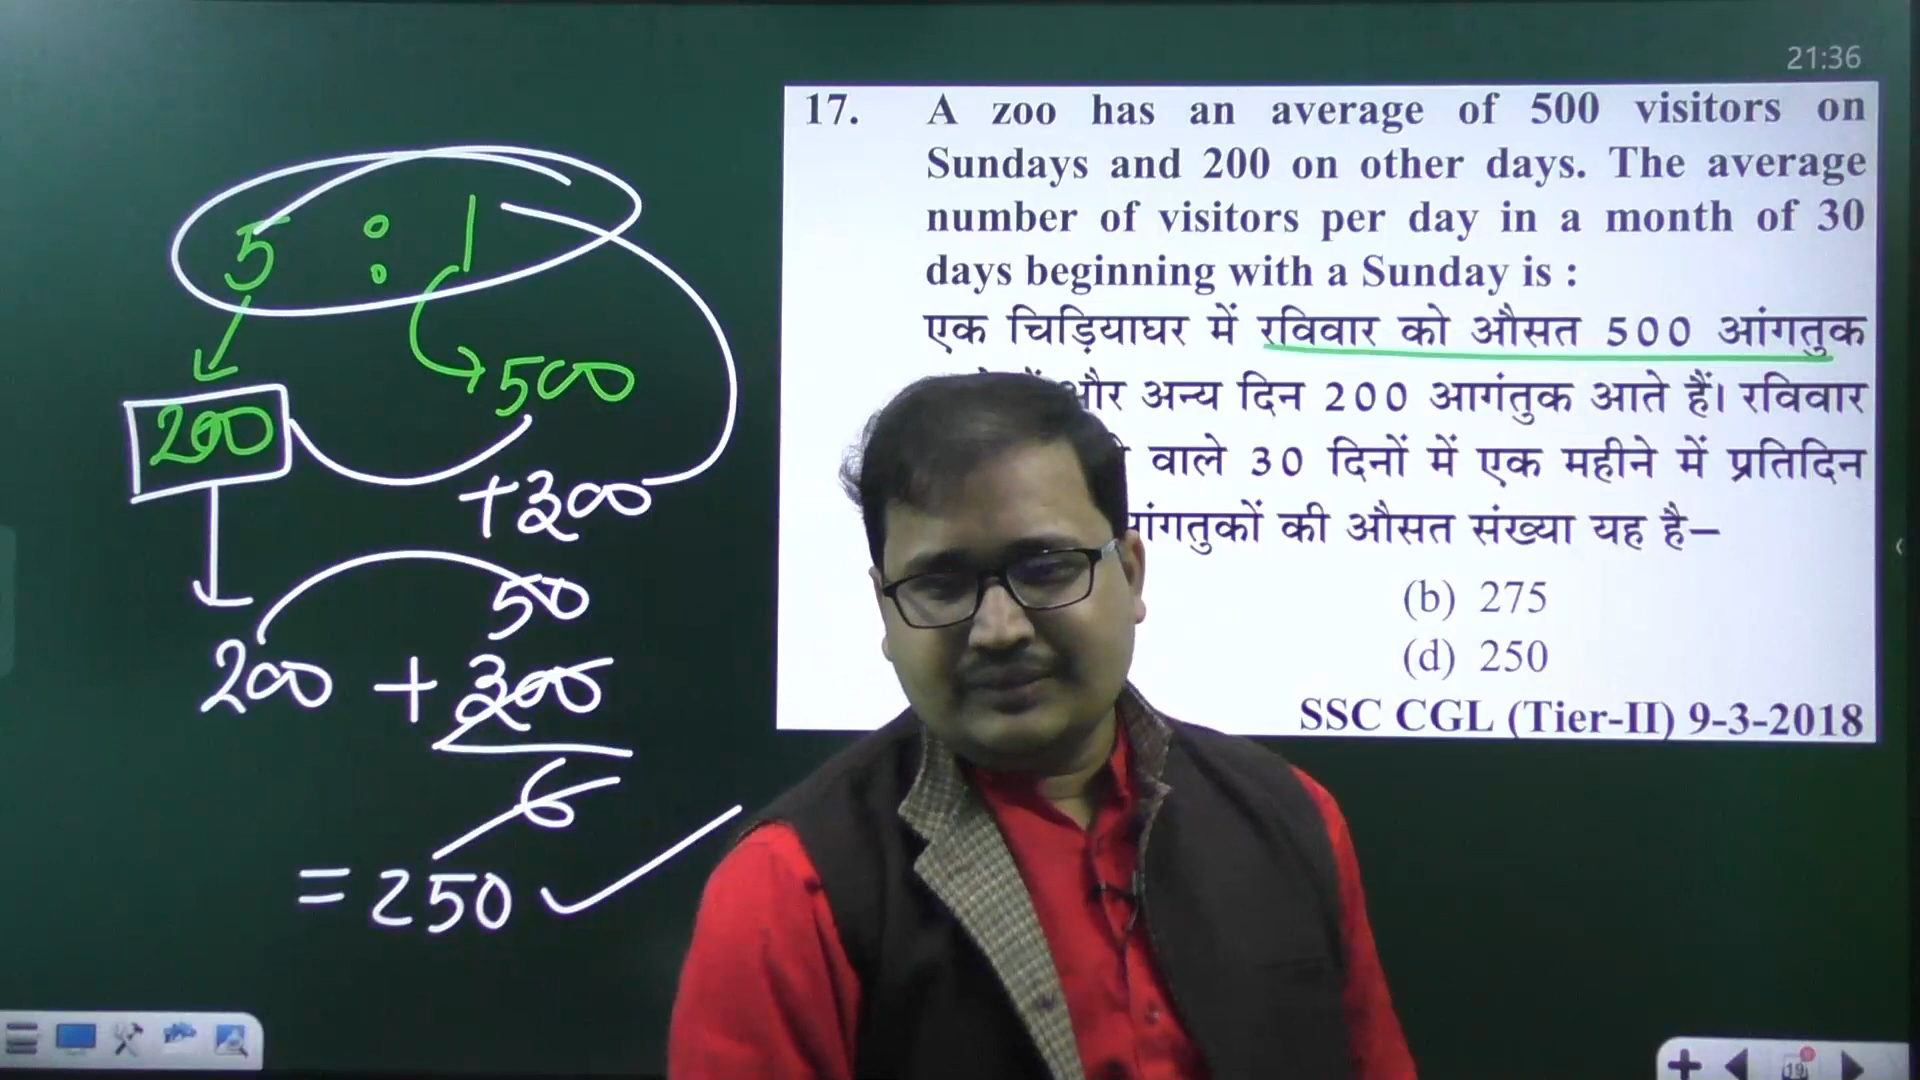 21:36
17. A zoo has an average of 500 visitors on
Sundays and 200 on other days. The average
number of visitors per day in a month of 30
days beginning with a Sunday is :
एक चिड़ियाघर में रविवार को औसत 500 आंगतुक
और अन्य दिन 200 आगंतुक आते हैं। रविवार
वाले 30 दिनों में एक महीने में प्रतिदिन
की औसत संख्या यह है–
(b) 275
(d) 250
SSC CGL (Tier-II) 9-3-2018
5 : 1
500
200
+300
50
200 + 300
6
= 250
19